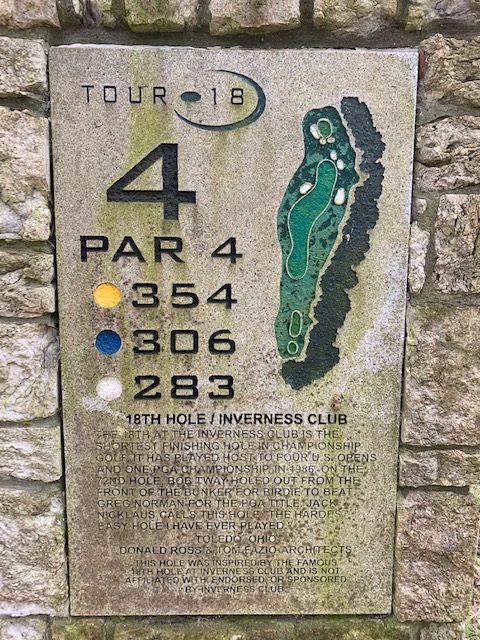 TOUR 18
4
PAR 4
354
306
283
18TH HOLE / INVERNESS CLUB
THE 18TH AT THE INVERNESS CLUB IS THE
SHORTEST FINISHING HOLE IN CHAMPIONSHIP
GOLF. IT HAS PLAYED HOST TO FOUR U.S. OPENS
AND ONE PGA CHAMPIONSHIP. IN 1986, ON THE
72ND HOLE, BOB TWAY HOLED OUT FROM THE
FRONT OF THE BUNKER FOR BIRDIE TO BEAT
GREG NORMAN FOR THE PGA TITLE. JACK
NICKLAUS CALLS THIS HOLE "THE HARDEST
EASY HOLE I HAVE EVER PLAYED."
TOLEDO, OHIO
DONALD ROSS & TOM FAZIO-ARCHITECTS
THIS HOLE WAS INSPIRED BY THE FAMOUS
18TH HOLE AT INVERNESS CLUB AND IS NOT
AFFILIATED WITH, ENDORSED, OR SPONSORED
BY INVERNESS CLUB.